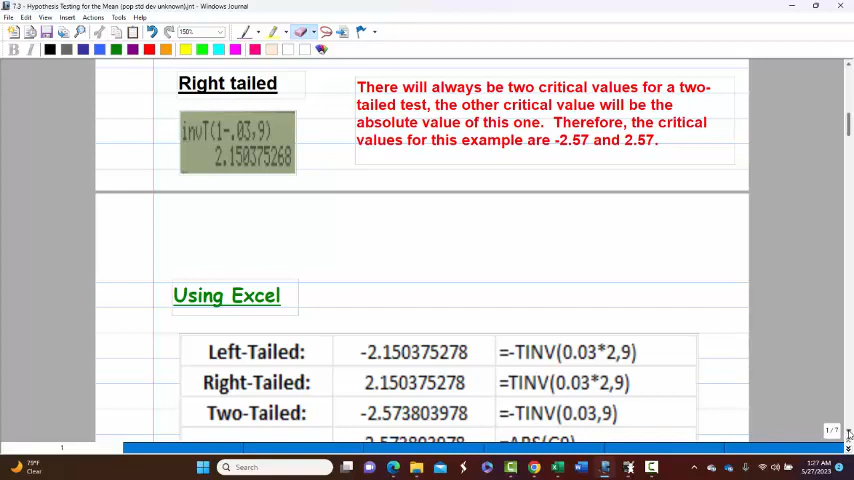 7.3 - Hypothesis Testing for the Mean (pop std dev unknown).jnt - Windows Journal
File Edit View Insert Actions Tools Help
150%
B I
Right tailed
invT(1-.03,9)
2.150375268
There will always be two critical values for a two-
tailed test, the other critical value will be the
absolute value of this one. Therefore, the critical
values for this example are -2.57 and 2.57.
Using Excel
Left-Tailed: -2.150375278 =-TINV(0.03*2,9)
Right-Tailed: 2.150375278 =TINV(0.03*2,9)
Two-Tailed: -2.573803978 =-TINV(0.03,9)
2.573803978 =ABS(G9)
1 / 7
1
79°F
Clear
Search
1:27 AM
5/27/2023